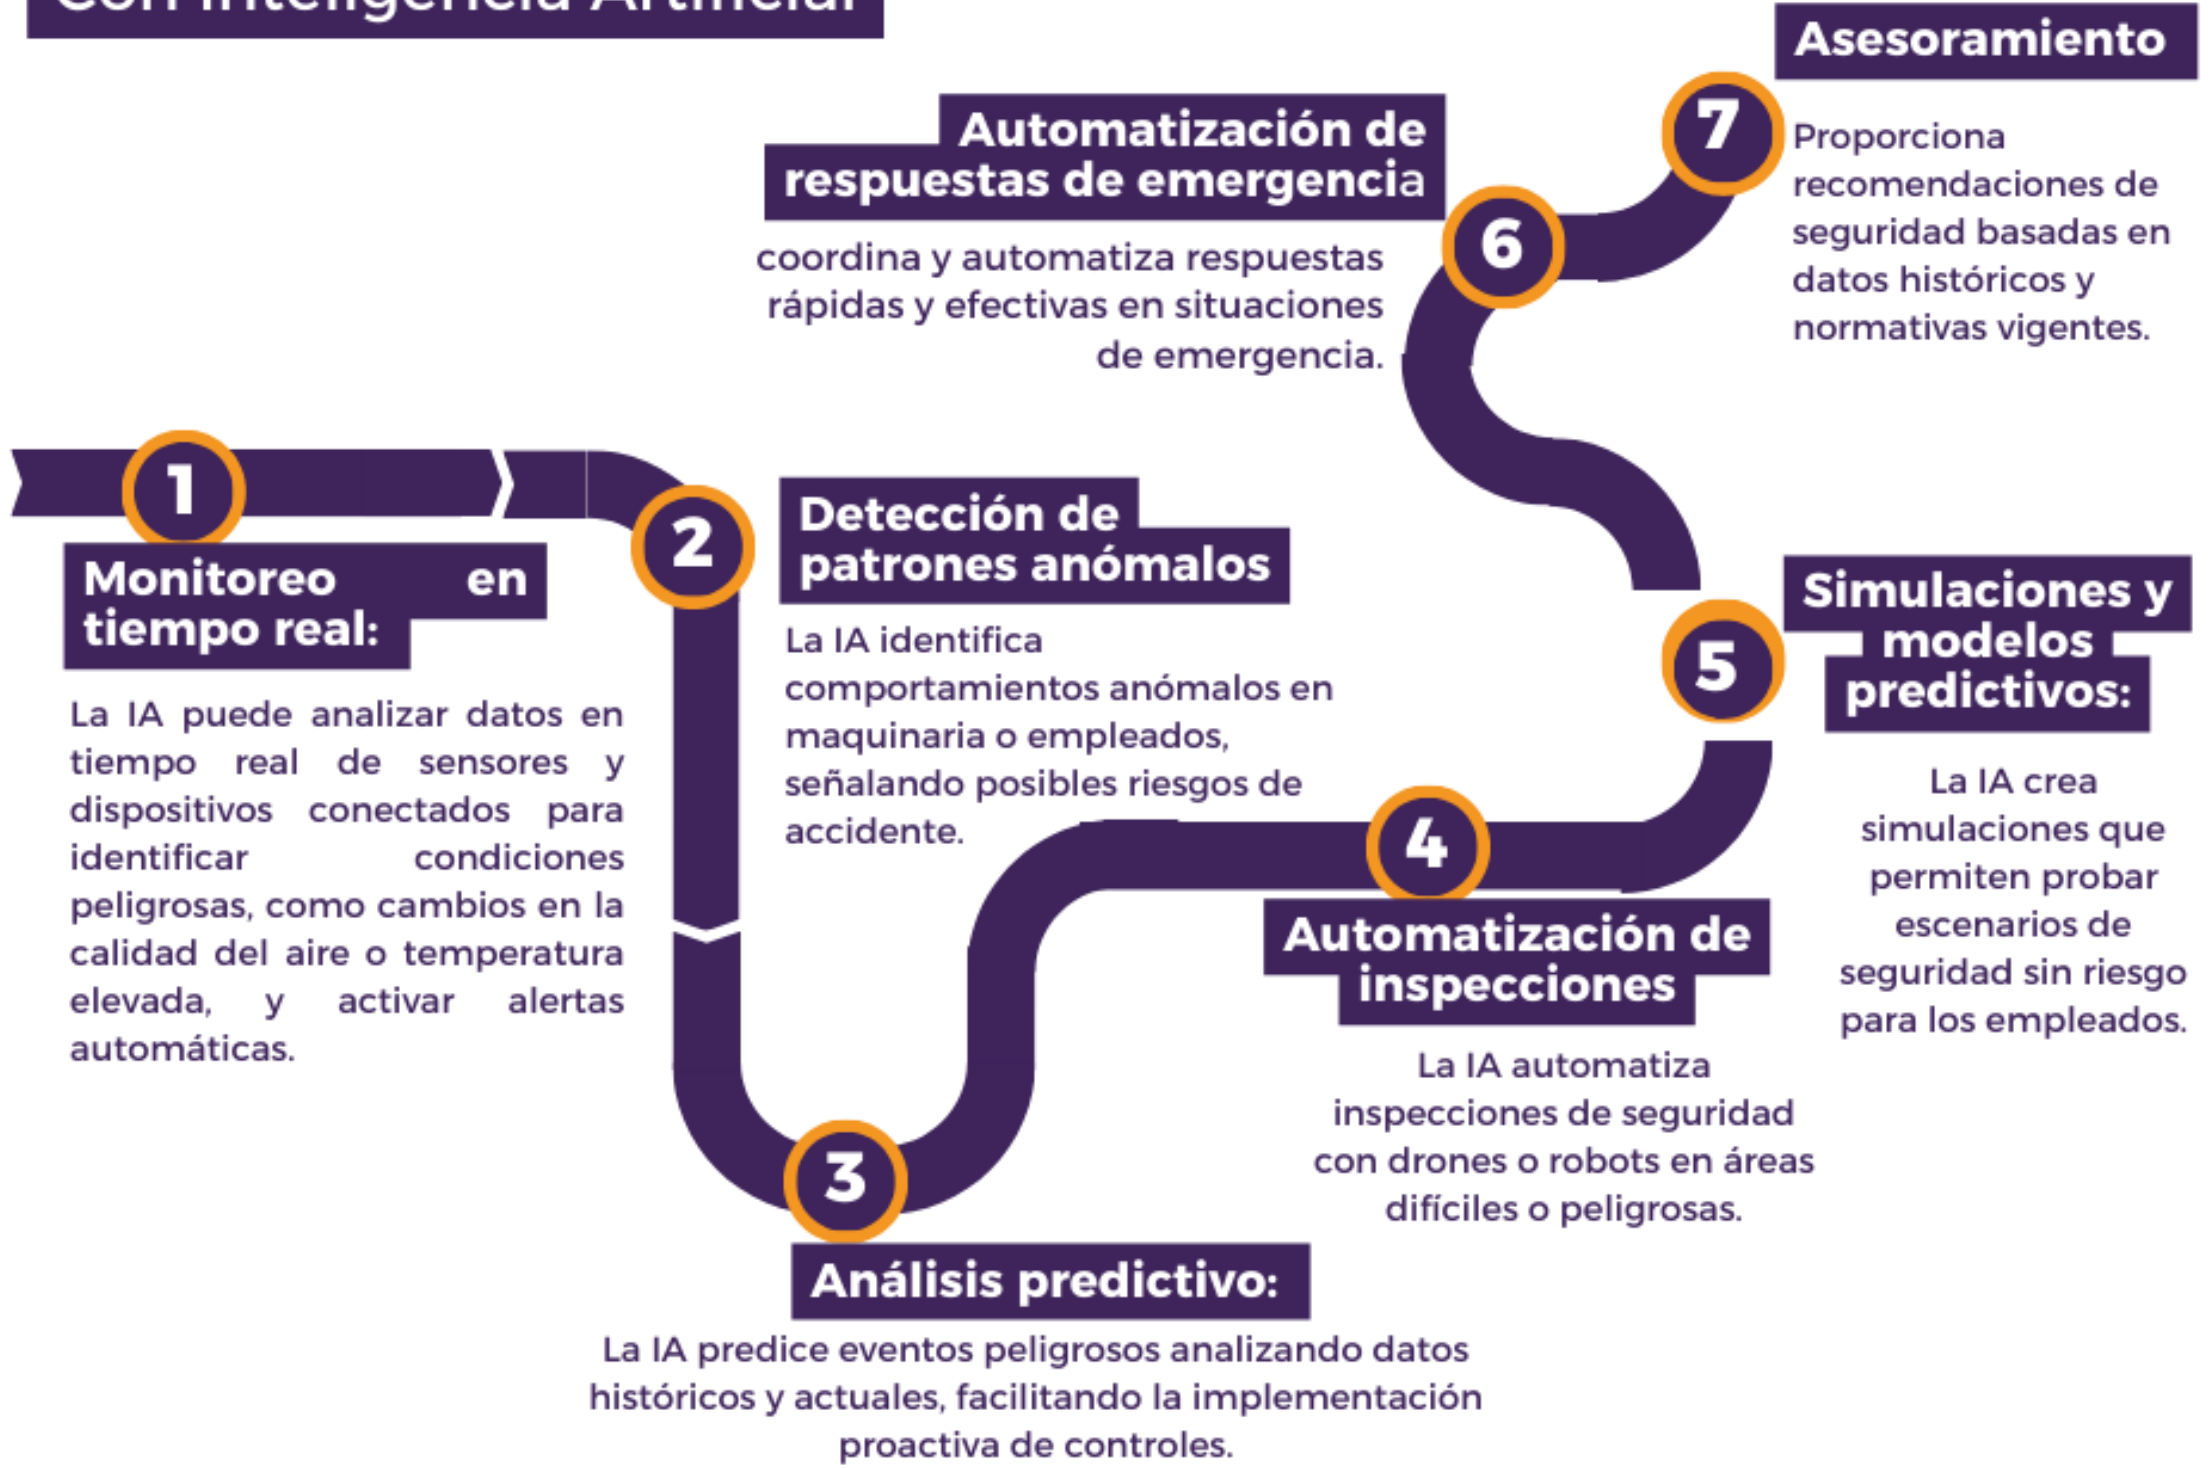 Con Inteligencia Artificial
1
Monitoreo en
tiempo real:
La IA puede analizar datos en
tiempo real de sensores y
dispositivos conectados para
identificar condiciones
peligrosas, como cambios en la
calidad del aire o temperatura
elevada, y activar alertas
automáticas.
2
Detección de
patrones anómalos
La IA identifica
comportamientos anómalos en
maquinaria o empleados,
señalando posibles riesgos de
accidente.
3
Análisis predictivo:
La IA predice eventos peligrosos analizando datos
históricos y actuales, facilitando la implementación
proactiva de controles.
4
Automatización de
inspecciones
La IA automatiza
inspecciones de seguridad
con drones o robots en áreas
difíciles o peligrosas.
5
Simulaciones y
modelos
predictivos:
La IA crea
simulaciones que
permiten probar
escenarios de
seguridad sin riesgo
para los empleados.
6
Automatización de
respuestas de emergencia
coordina y automatiza respuestas
rápidas y efectivas en situaciones
de emergencia.
7
Asesoramiento
Proporciona
recomendaciones de
seguridad basadas en
datos históricos y
normativas vigentes.